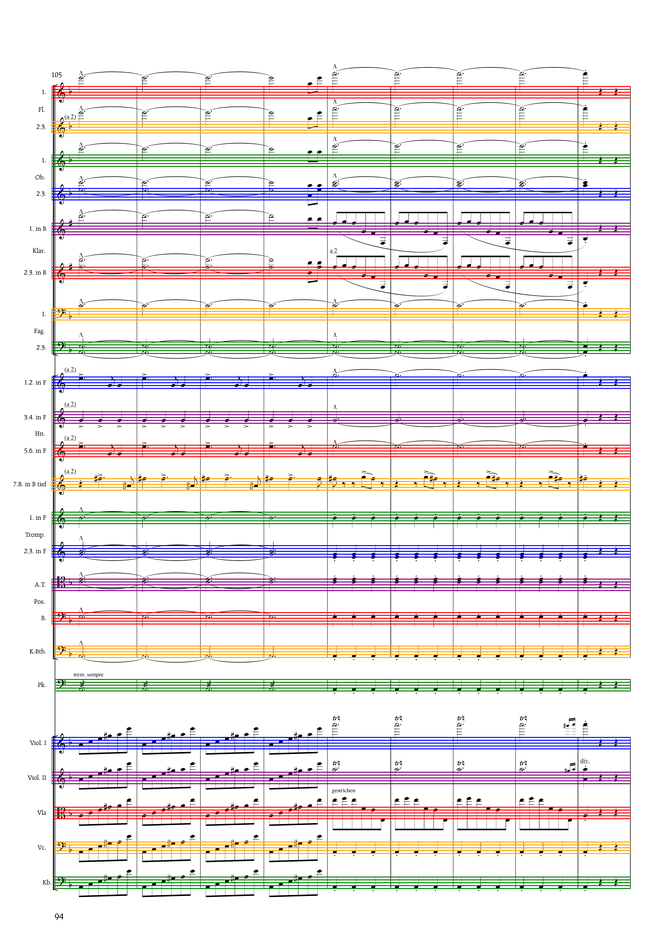 105
1.
Fl.
(a 2)
2.3.
1.
Ob.
2.3.
1. in B
Klar.
a 2
2.3. in B
1.
Fag.
2.3.
(a 2)
1.2. in F
(a 2)
3.4. in F
Hn.
(a 2)
5.6. in F
(a 2)
7.8. in B tief
1. in F
Tromp.
2.3. in F
A.T.
Pos.
B.
K-Btb.
trem. sempre
Pk.
Viol. I
div.
Viol. II
gestrichen
Vla
Vc.
Kb.
94